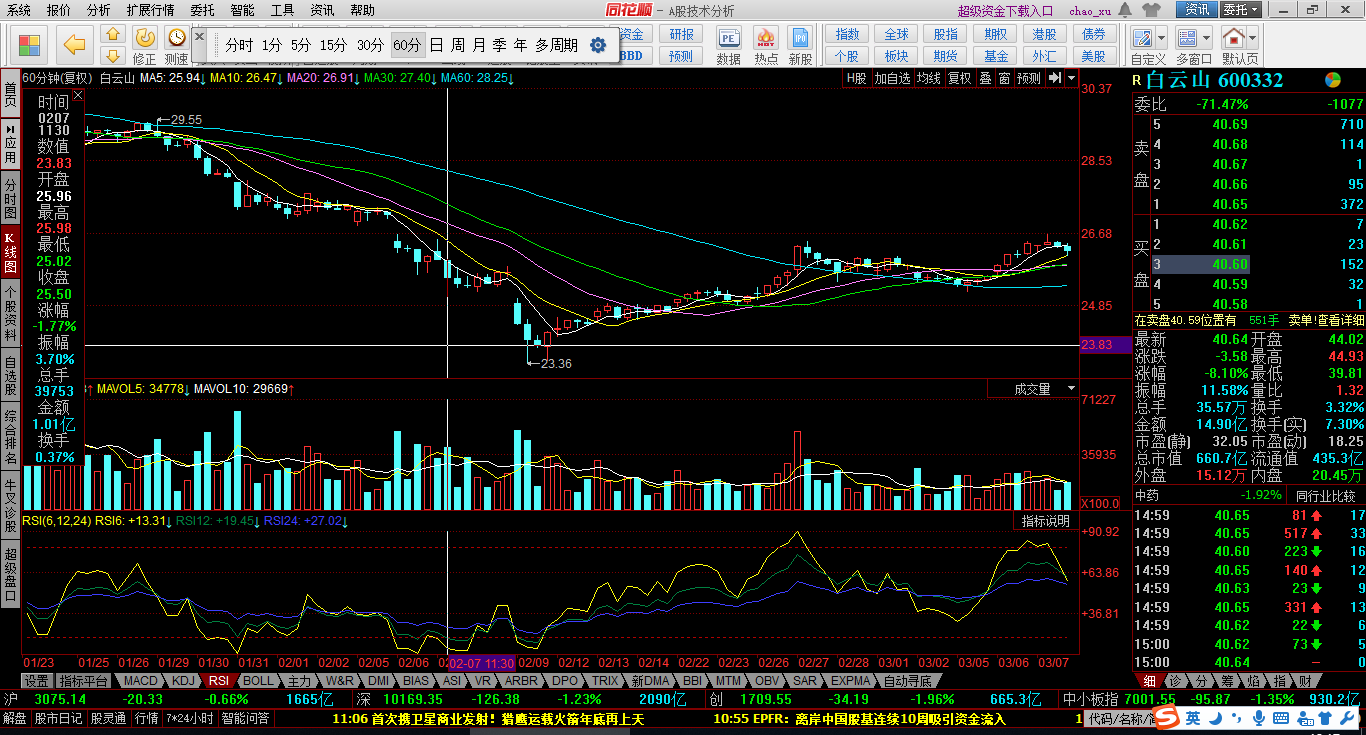 系统 报价 分析 扩展行情 委托 智能 工具 资讯 帮助
同花顺 - A股技术分析
超级资金下载入口 chao_xu 资讯 委托
修正 测速
分时 1分 5分 15分 30分 60分 日 周 月 季 年 多周期
资金 研报
BBD 预测
PE 数据 HOT 热点 IPO 新股
指数 全球 股指 期权 港股 债券
个股 板块 期货 基金 外汇 美股
自定义 多窗口 默认页
首页
应用
分时图
K线图
个股资料
自选股
综合排名
牛叉诊股
超级盘口
60分钟(复权) 白云山 MA5: 25.94↓ MA10: 26.47↓ MA20: 26.91↓ MA30: 27.40↓ MA60: 28.25↓
H股 加自选 均线 复权 叠 窗 预测
时间
0207
1130
数值
23.83
开盘
25.96
最高
25.98
最低
25.02
收盘
25.50
涨幅
-1.77%
振幅
3.70%
总手
39753
金额
1.01亿
换手
0.37%
29.55
23.36
30.37
28.53
26.68
24.85
23.83
MAVOL5: 34778↓ MAVOL10: 29669↑
成交量
71227
35935
X100.0
RSI(6,12,24) RSI6: +13.31↓ RSI12: +19.45↓ RSI24: +27.02↓
指标说明
+90.92
+63.86
+36.81
01/23 01/25 01/26 01/29 01/30 01/31 02/01 02/02 02/05 02/06 02-07 11:30 02/09 02/12 02/13 02/14 02/22 02/23 02/26 02/27 02/28 03/01 03/02 03/05 03/06 03/07
设置 指标平台 MACD KDJ RSI BOLL 主力 W&R DMI BIAS ASI VR ARBR DPO TRIX 新DMA BBI MTM OBV SAR EXPMA 自动寻底
R 白云山 600332
委比 -71.47% -1077
卖盘
5 40.69 710
4 40.68 114
3 40.67 1
2 40.66 95
1 40.65 372
买盘
1 40.62 7
2 40.61 23
3 40.60 152
4 40.59 32
5 40.58 1
在卖盘40.59位置有 551手 卖单!查看详细
最新 40.64 开盘 44.02
涨跌 -3.58 最高 44.93
涨幅 -8.10% 最低 39.81
振幅 11.58% 量比 1.32
总手 35.57万 换手 3.32%
金额 14.90亿 换手(实) 7.30%
市盈(静) 32.05 市盈(动) 18.25
总市值 660.7亿 流通值 435.3亿
外盘 15.12万 内盘 20.45万
中药 -1.92% 同行业比较
14:59 40.65 81 17
14:59 40.65 517 33
14:59 40.60 223 16
14:59 40.65 140 12
14:59 40.63 23 9
14:59 40.65 331 13
14:59 40.62 22 6
15:00 40.62 73 5
15:00 40.64 — 0
细 诊 分 筹 焰 指 财
沪 3075.14 -20.33 -0.66% 1665亿 深 10169.35 -126.38 -1.23% 2090亿 创 1709.55 -34.19 -1.96% 665.3亿 中小板指 7001.55 -95.87 -1.35% 930.2亿
解盘 股市日记 股灵通 行情 7*24小时 智能问答
11:06 首次携卫星商业发射！猎鹰运载火箭年底再上天 10:55 EPFR：离岸中国股基连续10周吸引资金流入
代码/名称/简
S 英